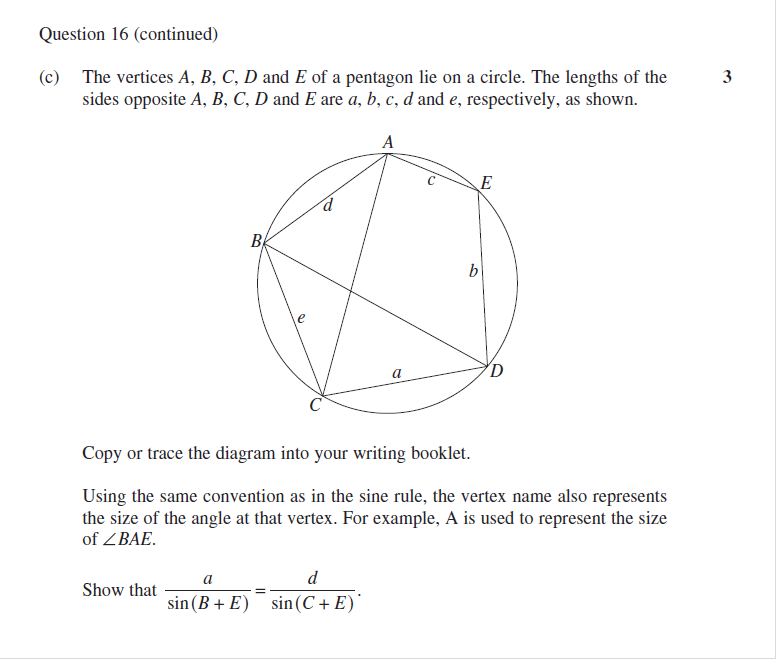 Question 16 (continued)
(c) The vertices A, B, C, D and E of a pentagon lie on a circle. The lengths of the 3
sides opposite A, B, C, D and E are a, b, c, d and e, respectively, as shown.
A
c
E
d
B
b
e
a
D
C
Copy or trace the diagram into your writing booklet.
Using the same convention as in the sine rule, the vertex name also represents
the size of the angle at that vertex. For example, A is used to represent the size
of ∠BAE.
Show that a / sin(B + E) = d / sin(C + E).